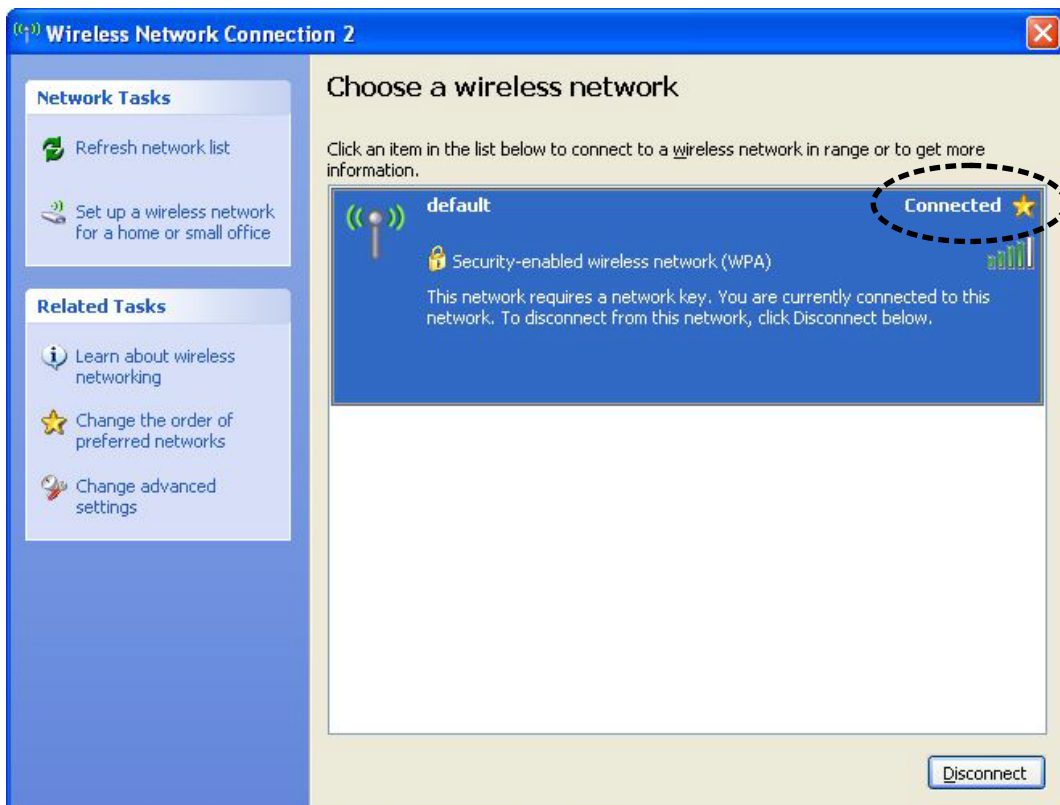 Wireless Network Connection 2
Network Tasks
Refresh network list
Set up a wireless network
for a home or small office
Related Tasks
Learn about wireless
networking
Change the order of
preferred networks
Change advanced
settings
Choose a wireless network
Click an item in the list below to connect to a wireless network in range or to get more
information.
default
Connected
Security-enabled wireless network (WPA)
This network requires a network key. You are currently connected to this
network. To disconnect from this network, click Disconnect below.
Disconnect